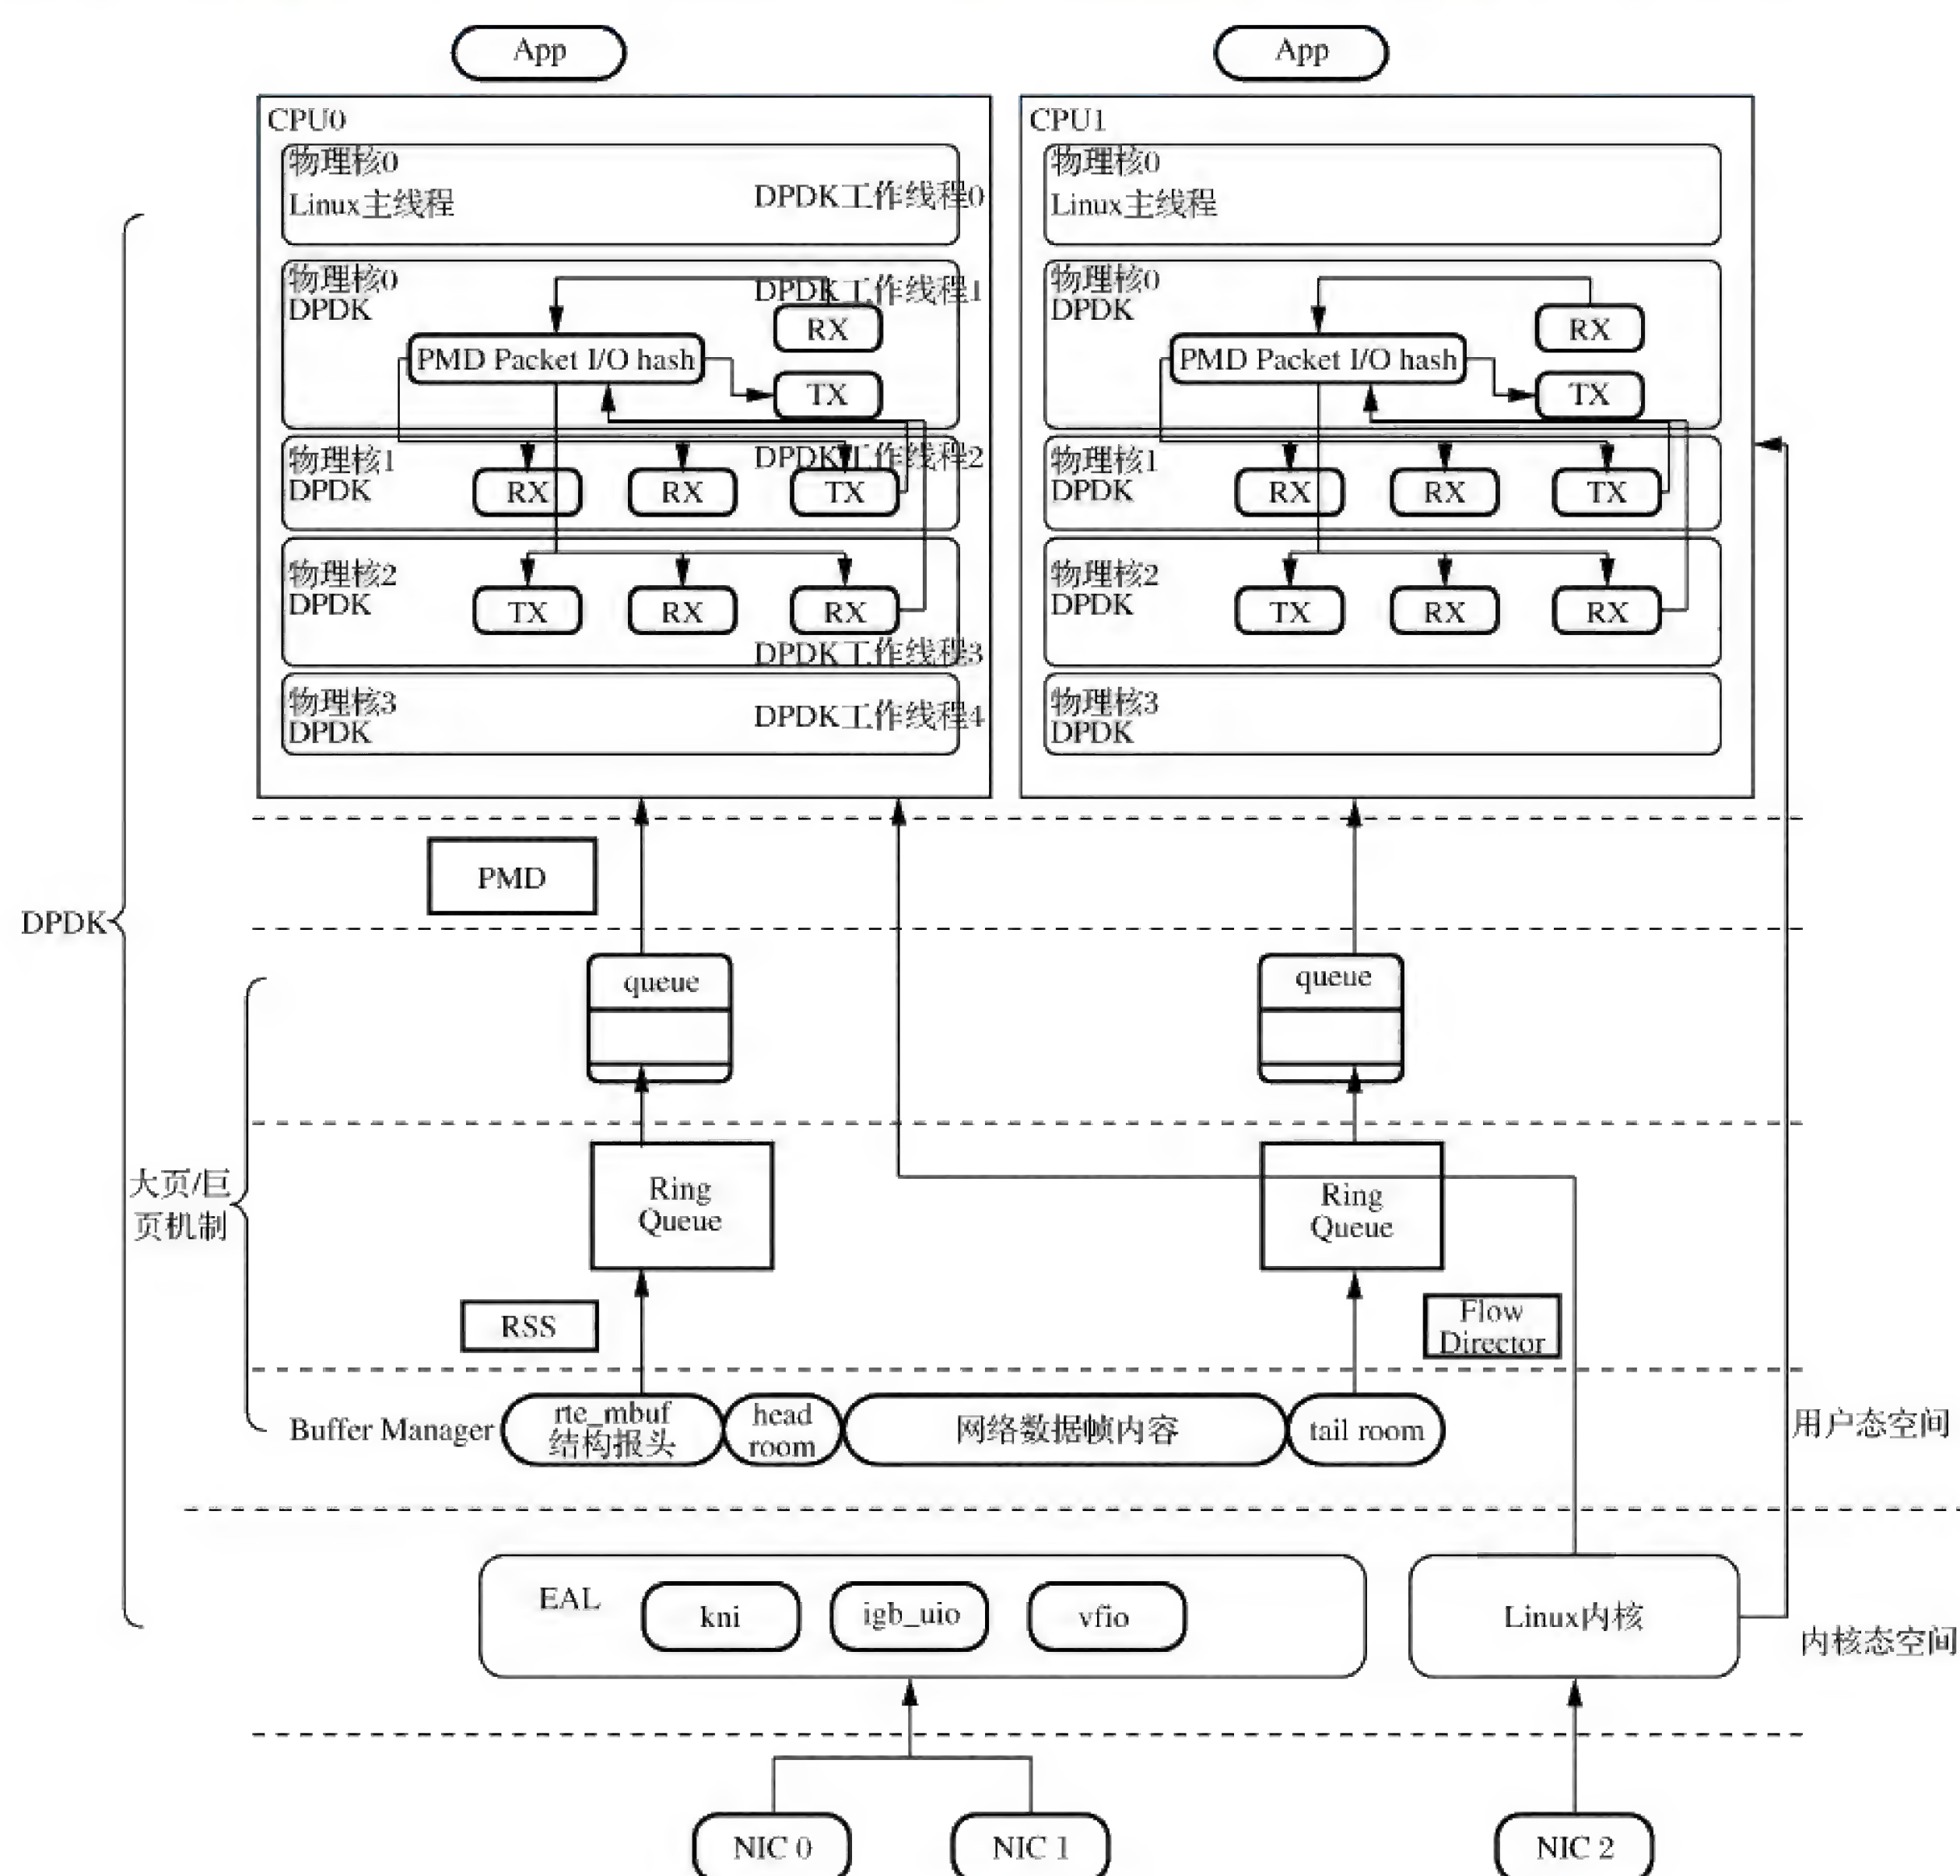 App
App
CPU0
物理核0
Linux主线程
DPDK工作线程0
物理核0
DPDK
DPDK工作线程1
RX
PMD Packet I/O hash
TX
物理核1
DPDK
DPDK工作线程2
RX
RX
TX
物理核2
DPDK
TX
RX
RX
DPDK工作线程3
物理核3
DPDK
DPDK工作线程4
CPU1
物理核0
Linux主线程
物理核0
DPDK
RX
PMD Packet I/O hash
TX
物理核1
DPDK
RX
RX
TX
物理核2
DPDK
TX
RX
RX
物理核3
DPDK
PMD
DPDK
queue
queue
大页/巨
页机制
Ring
Queue
Ring
Queue
RSS
Flow
Director
Buffer Manager
rte_mbuf
结构报头
head
room
网络数据帧内容
tail room
用户态空间
EAL
kni
igb_uio
vfio
Linux内核
内核态空间
NIC 0
NIC 1
NIC 2